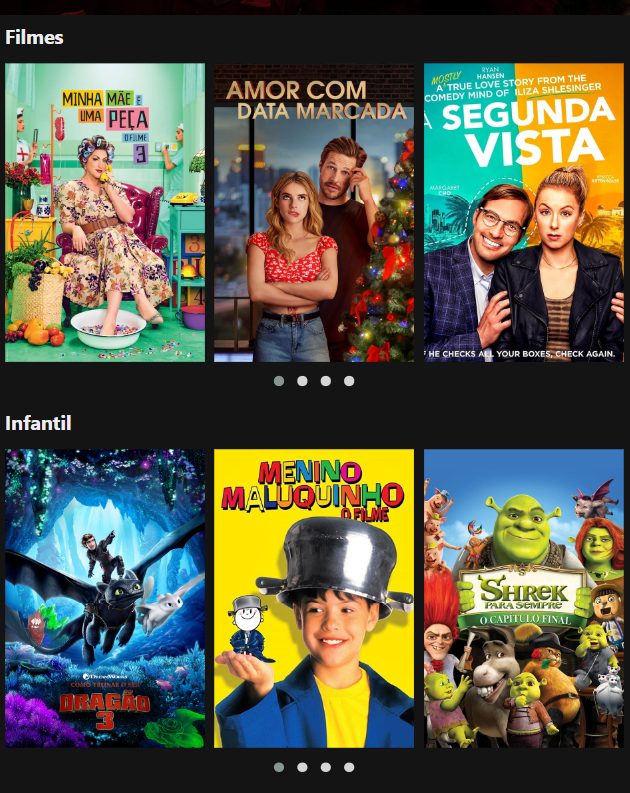 Filmes
MINHA MÃE É
UMA PEÇA
O FILME
3
AMOR COM
DATA MARCADA
MOSTLY
RYAN
HANSEN
A TRUE LOVE STORY FROM THE
COMEDY MIND OF ILIZA SHLESINGER
A SEGUNDA
VISTA
MARGARET
CHO
IF HE CHECKS ALL YOUR BOXES, CHECK AGAIN.
Infantil
DREAMWORKS
COMO TREINAR O SEU
DRAGÃO
3
MENINO
MALUQUINHO
O FILME
SHREK
PARA SEMPRE
O CAPÍTULO FINAL